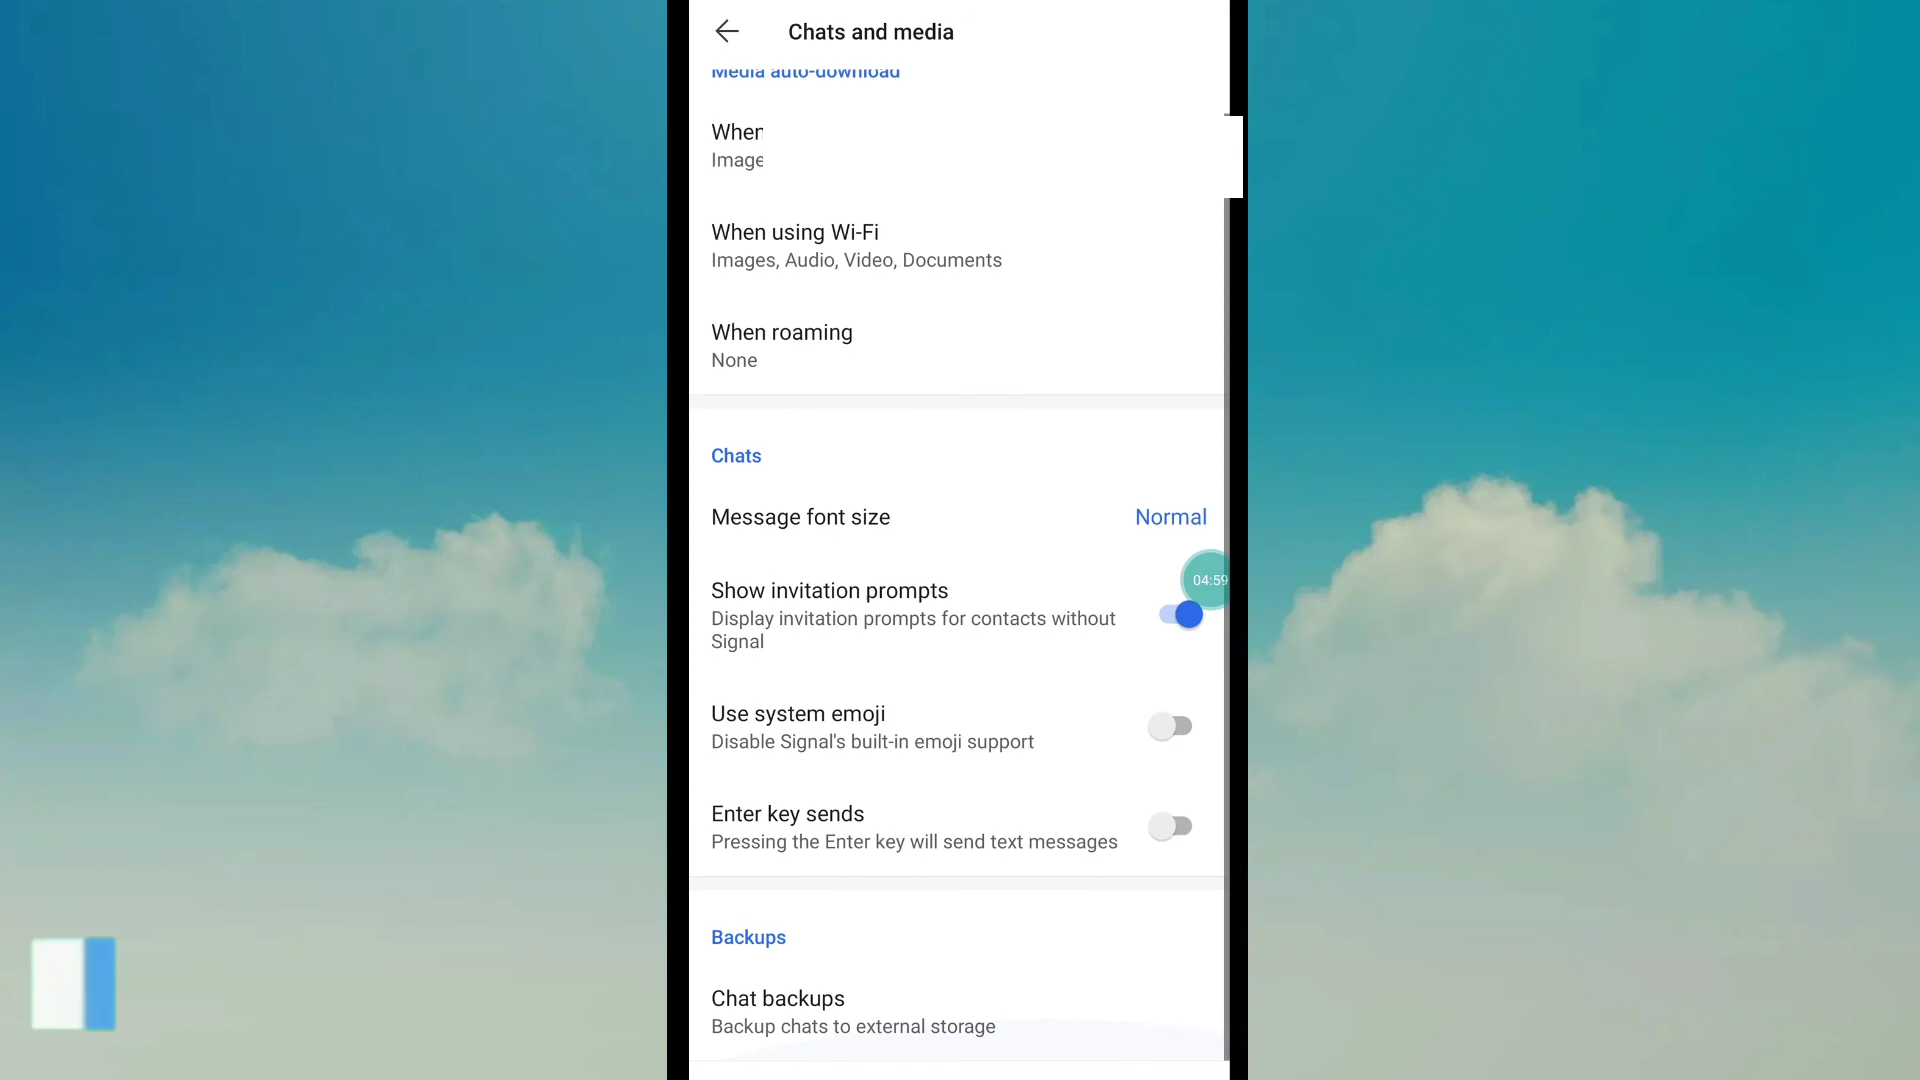 Chats and media
Media auto-download
When
Image
When using Wi-Fi
Images, Audio, Video, Documents
When roaming
None
Chats
Message font size
Normal
04:59
Show invitation prompts
Display invitation prompts for contacts without
Signal
Use system emoji
Disable Signal's built-in emoji support
Enter key sends
Pressing the Enter key will send text messages
Backups
Chat backups
Backup chats to external storage